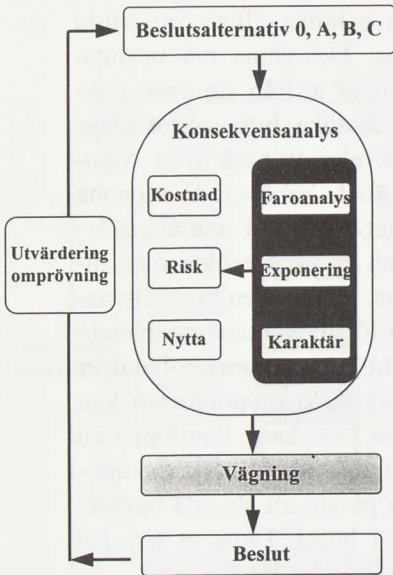 Beslutsalternativ 0, A, B, C
Konsekvensanalys
Kostnad
Faroanalys
Utvärdering
omprövning
Risk
Exponering
Nytta
Karaktär
Vägning
Beslut